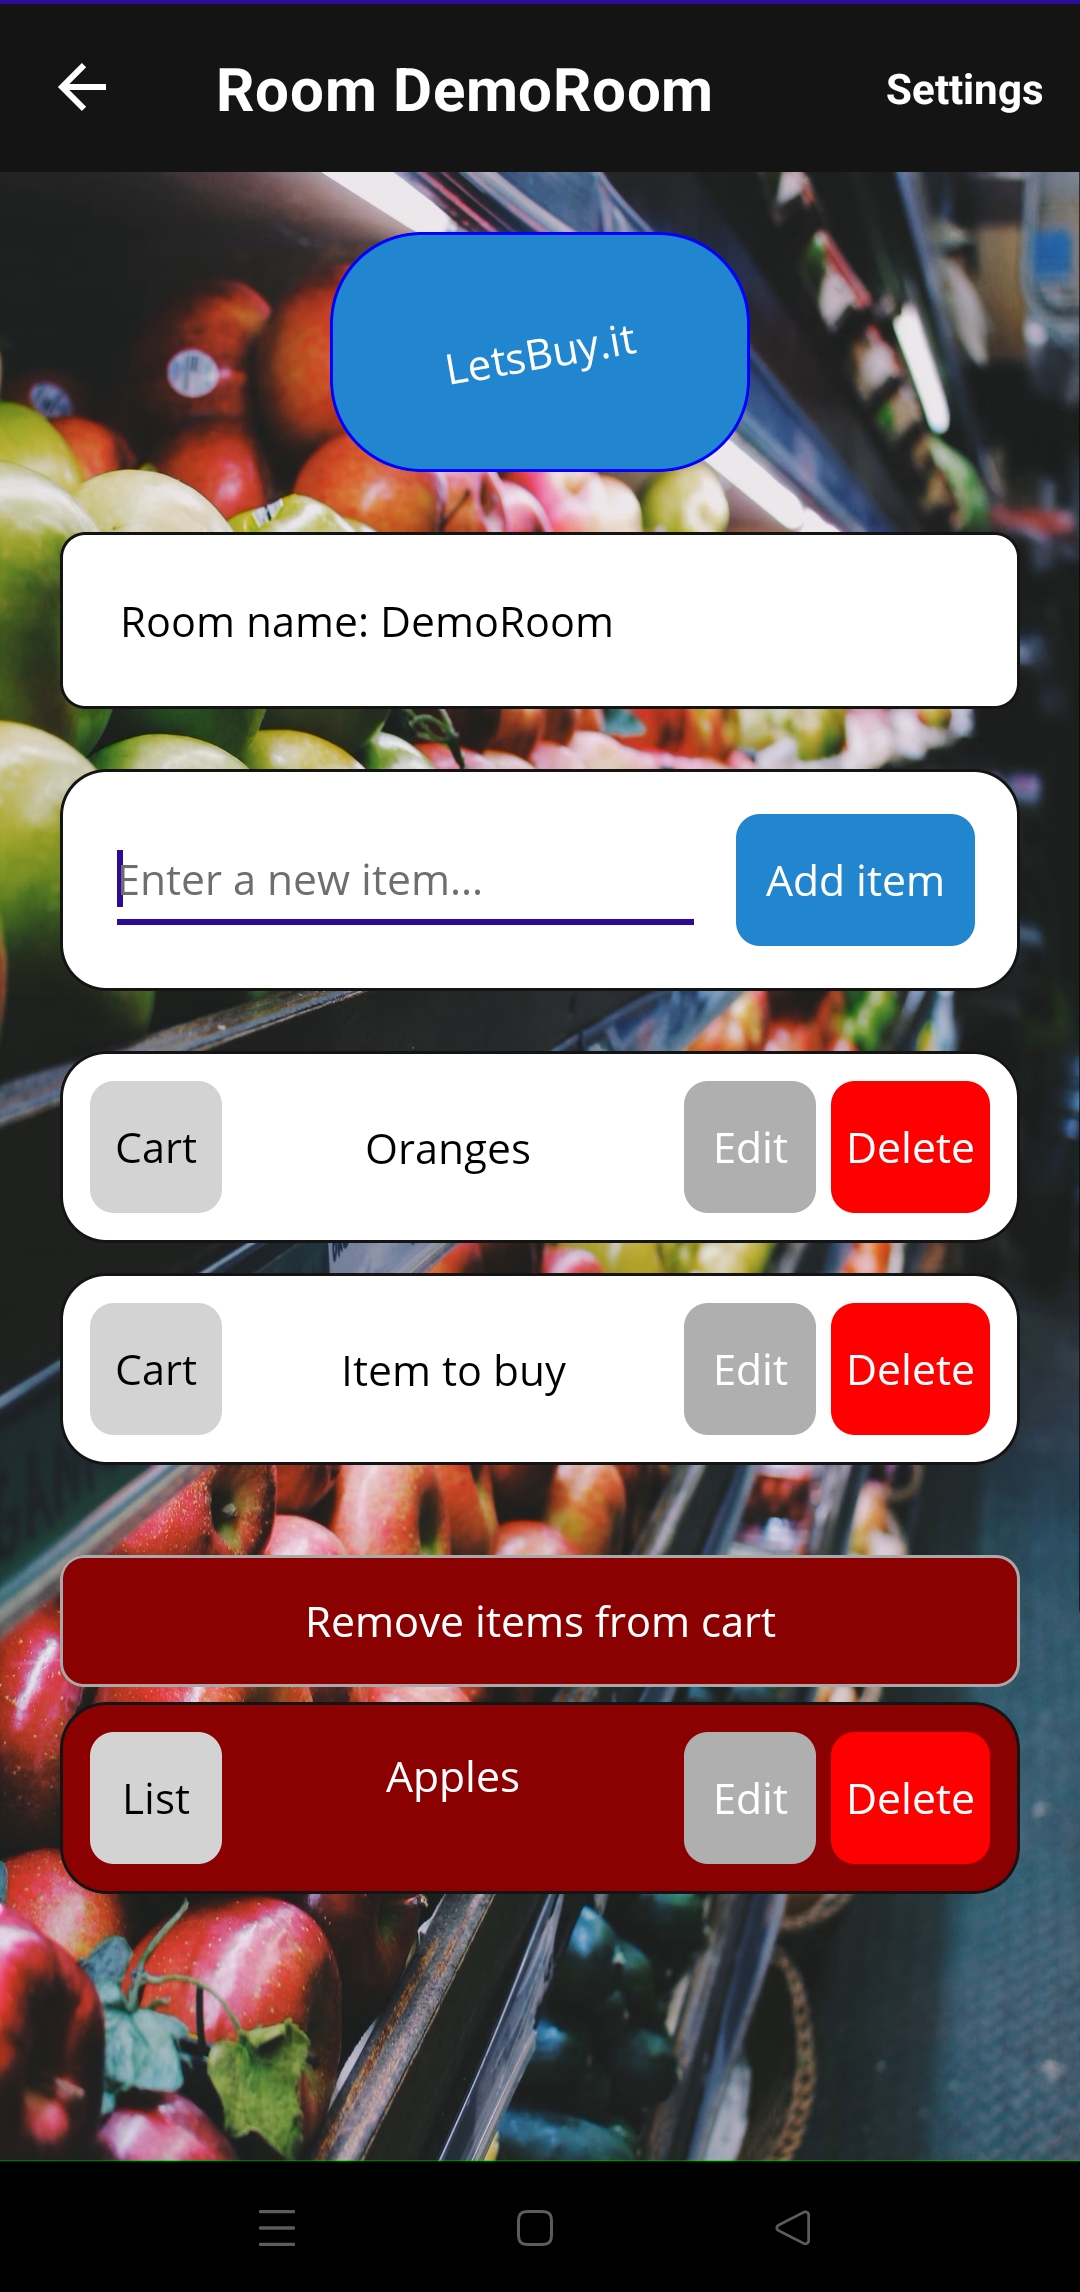 Room DemoRoom
Settings
LetsBuy.it
Room name: DemoRoom
Enter a new item...
Add item
Cart
Oranges
Edit
Delete
Cart
Item to buy
Edit
Delete
Remove items from cart
List
Apples
Edit
Delete